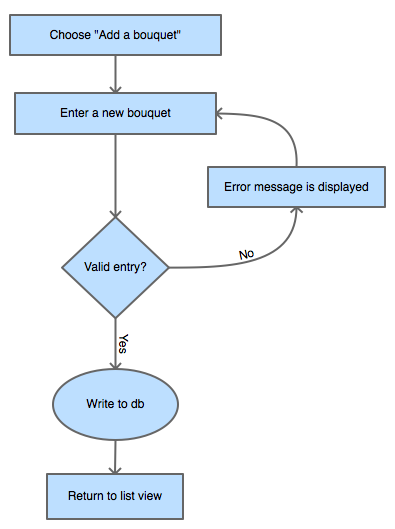 Choose "Add a bouquet"
Enter a new bouquet
Error message is displayed
Valid entry?
No
Yes
Write to db
Return to list view